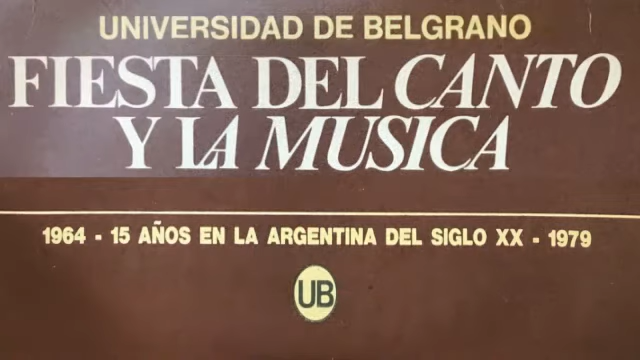 UNIVERSIDAD DE BELGRANO
FIESTA DEL CANTO
Y LA MUSICA
1964 - 15 AÑOS EN LA ARGENTINA DEL SIGLO XX - 1979
UB